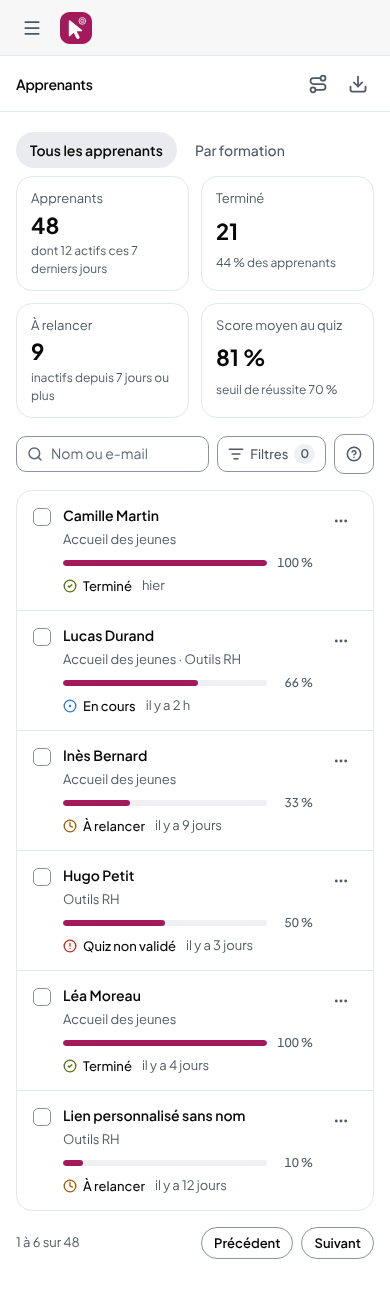 Apprenants
Tous les apprenants
Par formation
Apprenants
48
dont 12 actifs ces 7
derniers jours
Terminé
21
44 % des apprenants
À relancer
9
inactifs depuis 7 jours ou
plus
Score moyen au quiz
81 %
seuil de réussite 70 %
Nom ou e-mail
Filtres 0
Camille Martin
Accueil des jeunes
100 %
Terminé hier
Lucas Durand
Accueil des jeunes · Outils RH
66 %
En cours il y a 2 h
Inès Bernard
Accueil des jeunes
33 %
À relancer il y a 9 jours
Hugo Petit
Outils RH
50 %
Quiz non validé il y a 3 jours
Léa Moreau
Accueil des jeunes
100 %
Terminé il y a 4 jours
Lien personnalisé sans nom
Outils RH
10 %
À relancer il y a 12 jours
1 à 6 sur 48
Précédent
Suivant